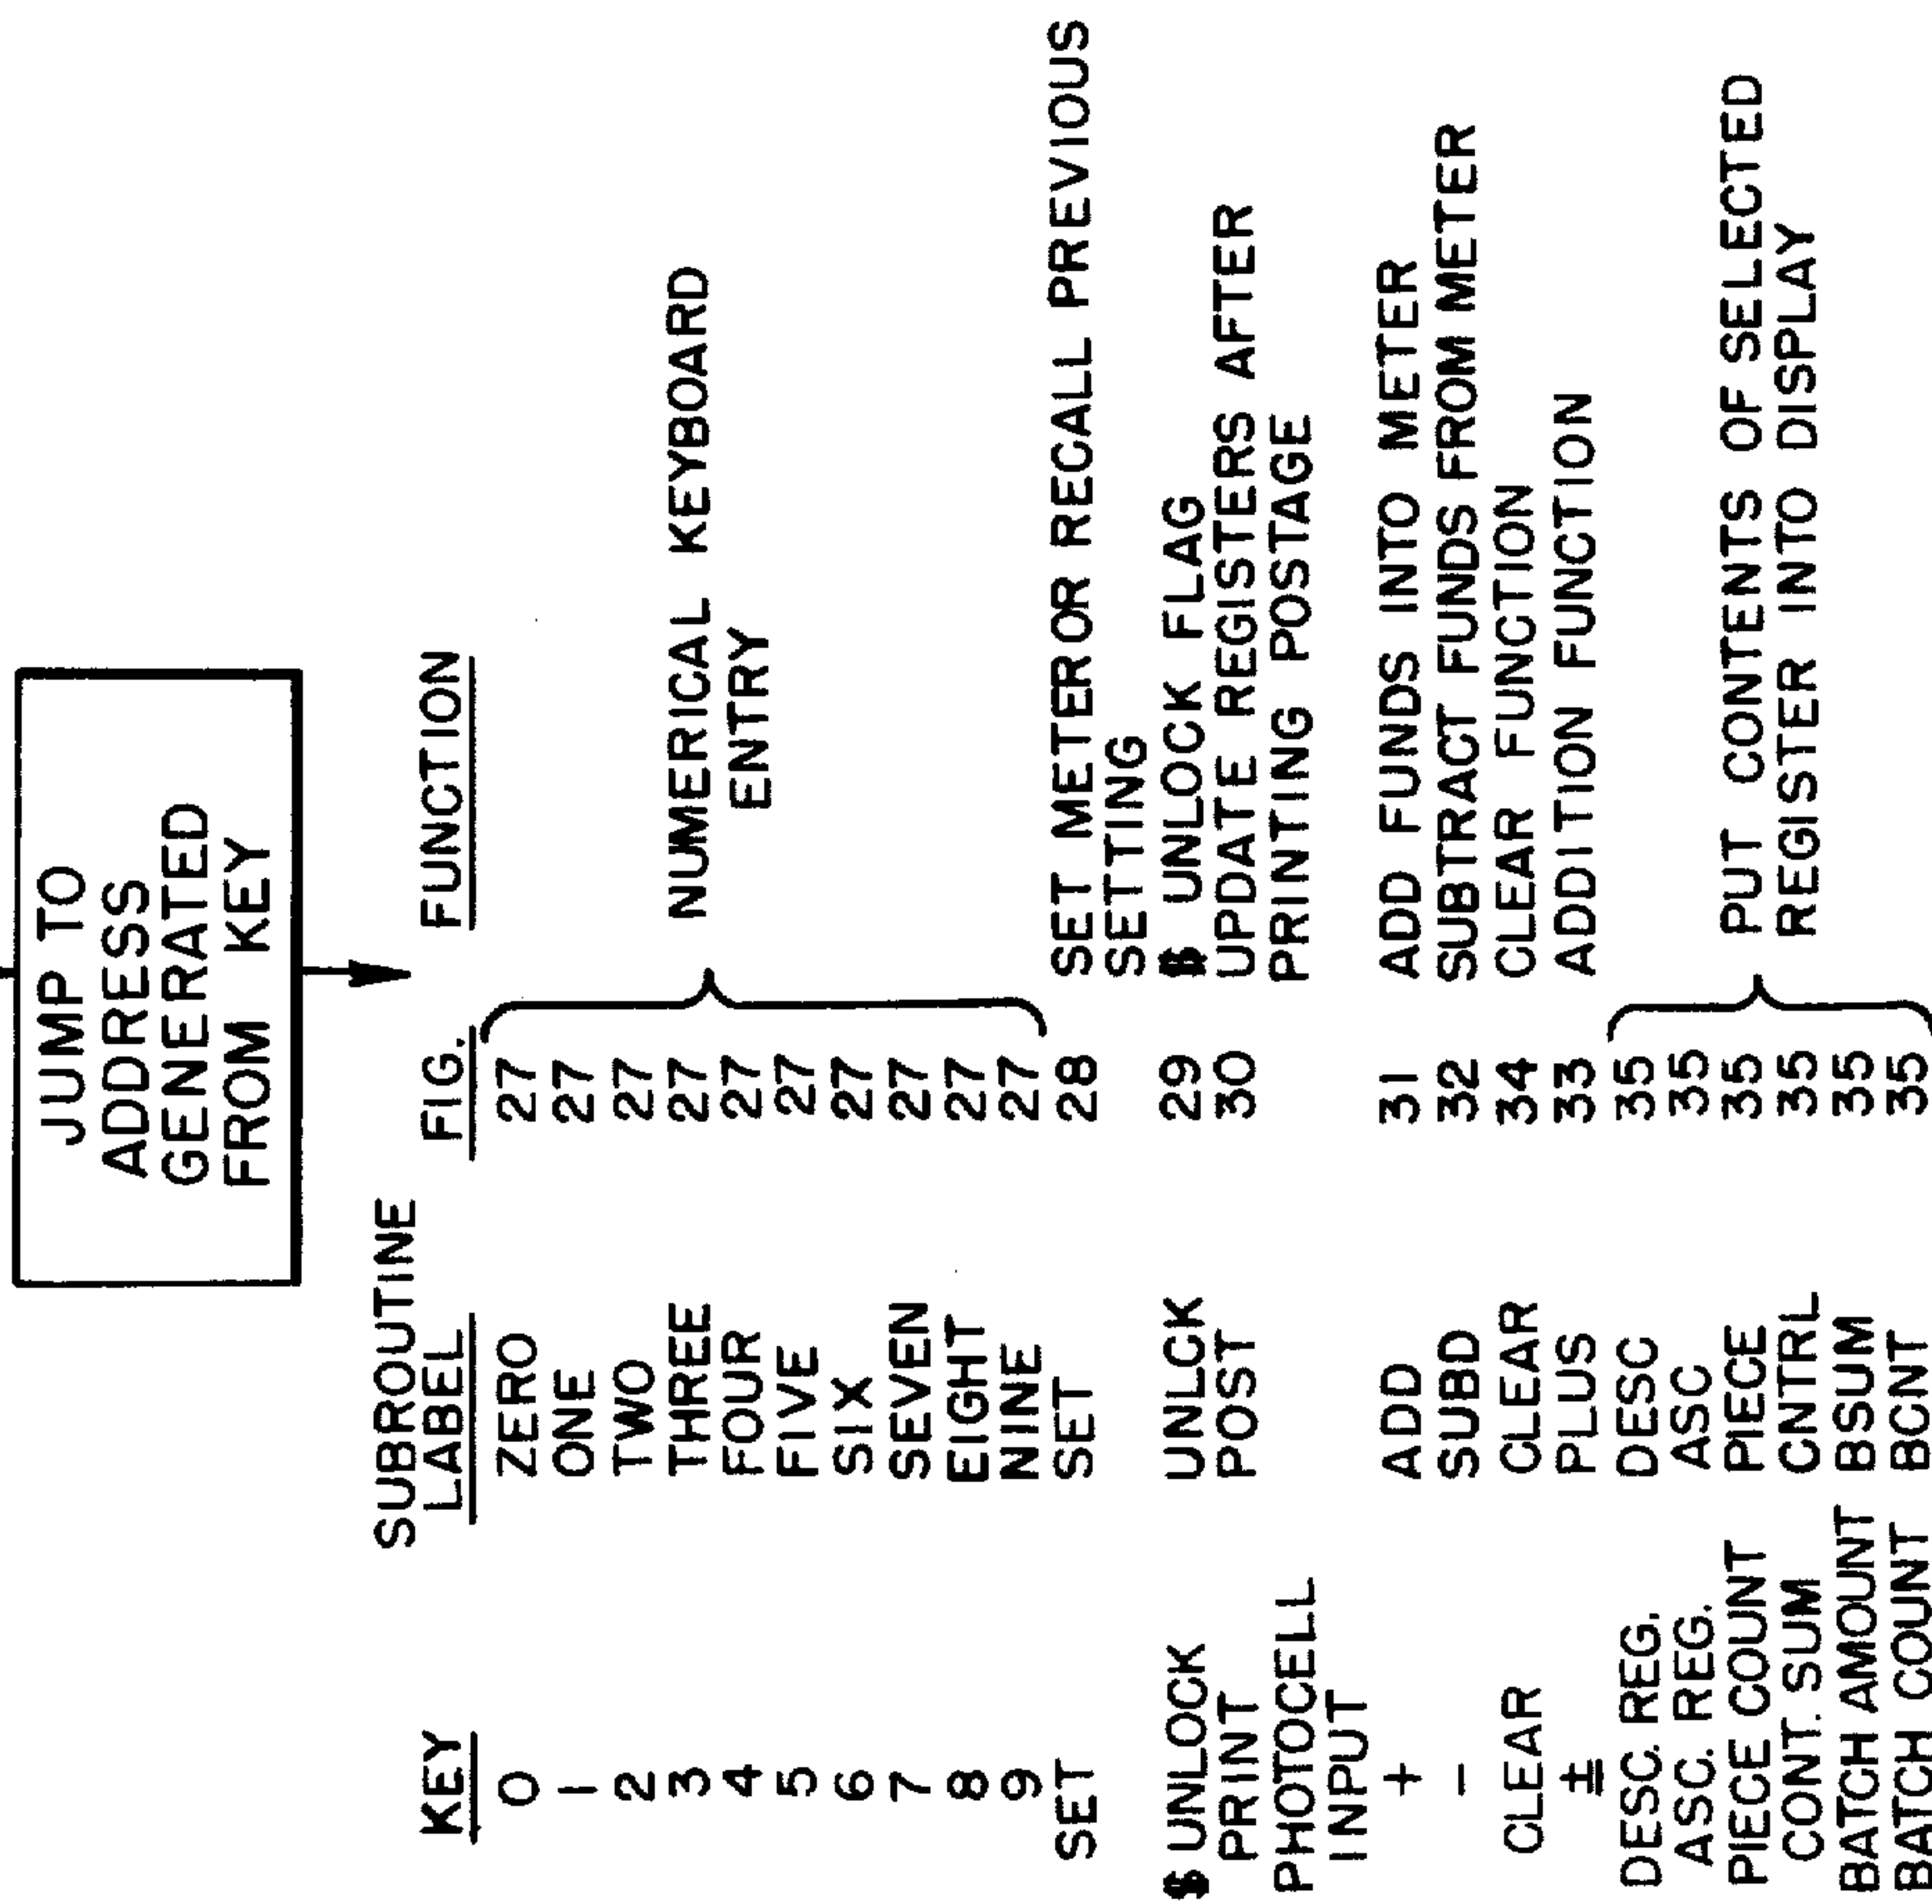 JUMP TO
ADDRESS
GENERATED
FROM KEY
SUBROUTINE
KEY LABEL FIG. FUNCTION
0 ZERO 27
1 ONE 27
2 TWO 27
3 THREE 27 NUMERICAL KEYBOARD
4 FOUR 27 ENTRY
5 FIVE 27
6 SIX 27
7 SEVEN 27
8 EIGHT 27
9 NINE 27
SET SET 28 SET METER OR RECALL PREVIOUS
SETTING
$ UNLOCK UNLCK 29 $ UNLOCK FLAG
PRINT POST 30 UPDATE REGISTERS AFTER
PHOTOCELL PRINTING POSTAGE
INPUT
+ ADD 31 ADD FUNDS INTO METER
− SUBD 32 SUBTRACT FUNDS FROM METER
CLEAR CLEAR 34 CLEAR FUNCTION
± PLUS 33 ADDITION FUNCTION
DESC. REG. DESC 35
ASC. REG. ASC 35
PIECE COUNT PIECE 35 PUT CONTENTS OF SELECTED
CONT. SUM CNTRL 35 REGISTER INTO DISPLAY
BATCH AMOUNT BSUM 35
BATCH COUNT BCNT 35